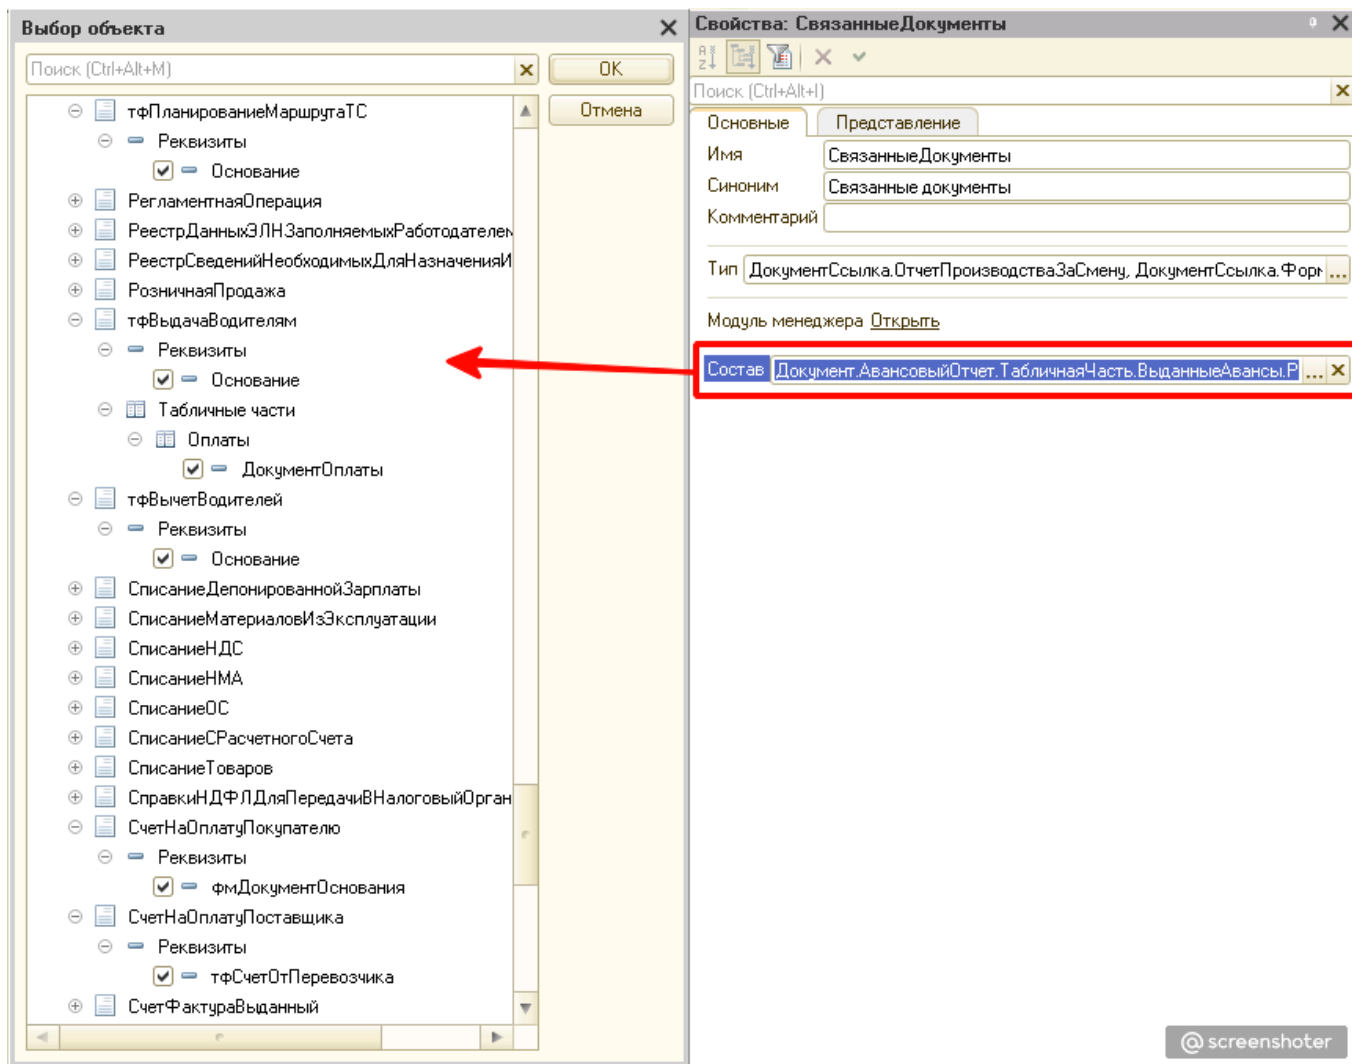 Выбор объекта
Поиск (Ctrl+Alt+M)
OK
Отмена
тфПланированиеМаршрутаТС
Реквизиты
Основание
РегламентнаяОперация
РеестрДанныхЭЛНЗаполняемыхРаботодателем
РеестрСведенийНеобходимыхДляНазначенияИ
РозничнаяПродажа
тфВыдачаВодителям
Реквизиты
Основание
Табличные части
Оплаты
ДокументОплаты
тфВычетВодителей
Реквизиты
Основание
СписаниеДепонированнойЗарплаты
СписаниеМатериаловИзЭксплуатации
СписаниеНДС
СписаниеНМА
СписаниеОС
СписаниеСРасчетногоСчета
СписаниеТоваров
СправкиНДФЛДляПередачиВНалоговыйОрган
СчетНаОплатуПокупателю
Реквизиты
фмДокументОснования
СчетНаОплатуПоставщика
Реквизиты
тфСчетОтПеревозчика
СчетФактураВыданный
Свойства: СвязанныеДокументы
Поиск (Ctrl+Alt+I)
Основные Представление
Имя СвязанныеДокументы
Синоним Связанные документы
Комментарий
Тип ДокументСсылка.ОтчетПроизводстваЗаСмену, ДокументСсылка.Форм ...
Модуль менеджера Открыть
Состав Документ.АвансовыйОтчет.ТабличнаяЧасть.ВыданныеАвансы.Р ...
@screenshoter